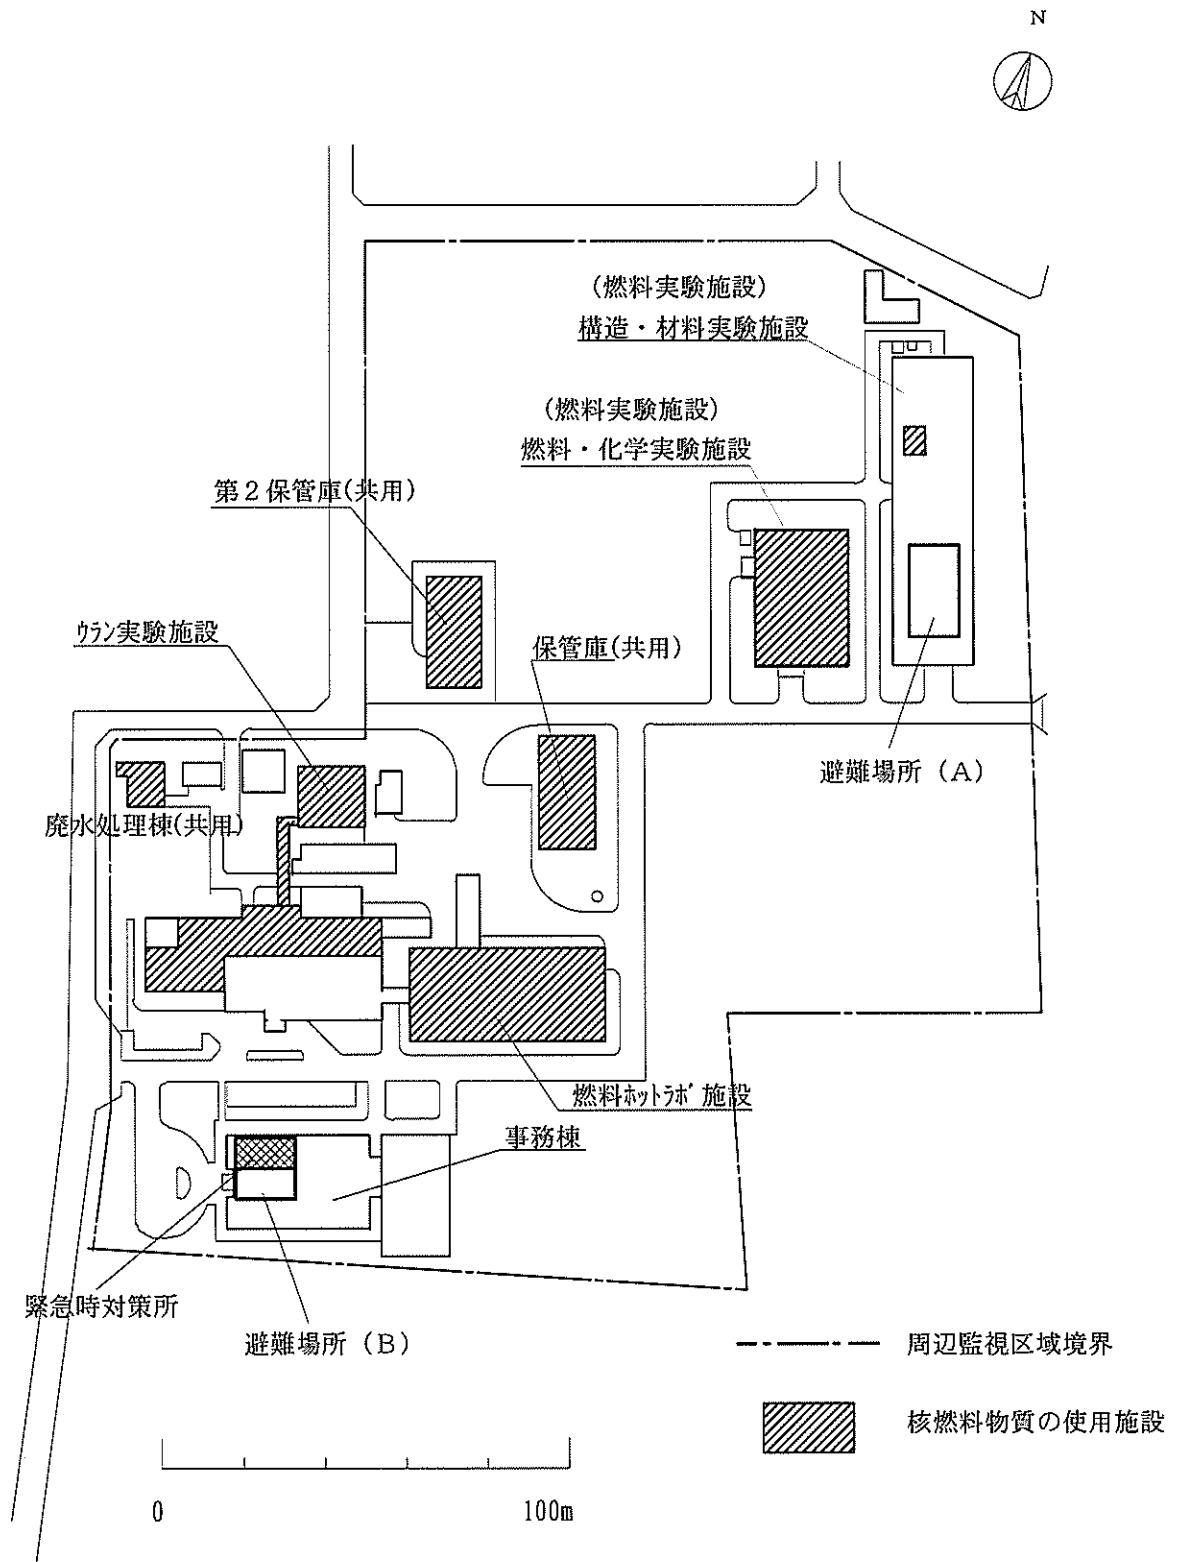 N
(燃料実験施設)
構造・材料実験施設
(燃料実験施設)
燃料・化学実験施設
第2保管庫(共用)
ウラン実験施設
保管庫(共用)
避難場所(A)
廃水処理棟(共用)
燃料ホットラボ施設
事務棟
緊急時対策所
避難場所(B)
周辺監視区域境界
核燃料物質の使用施設
0
100m